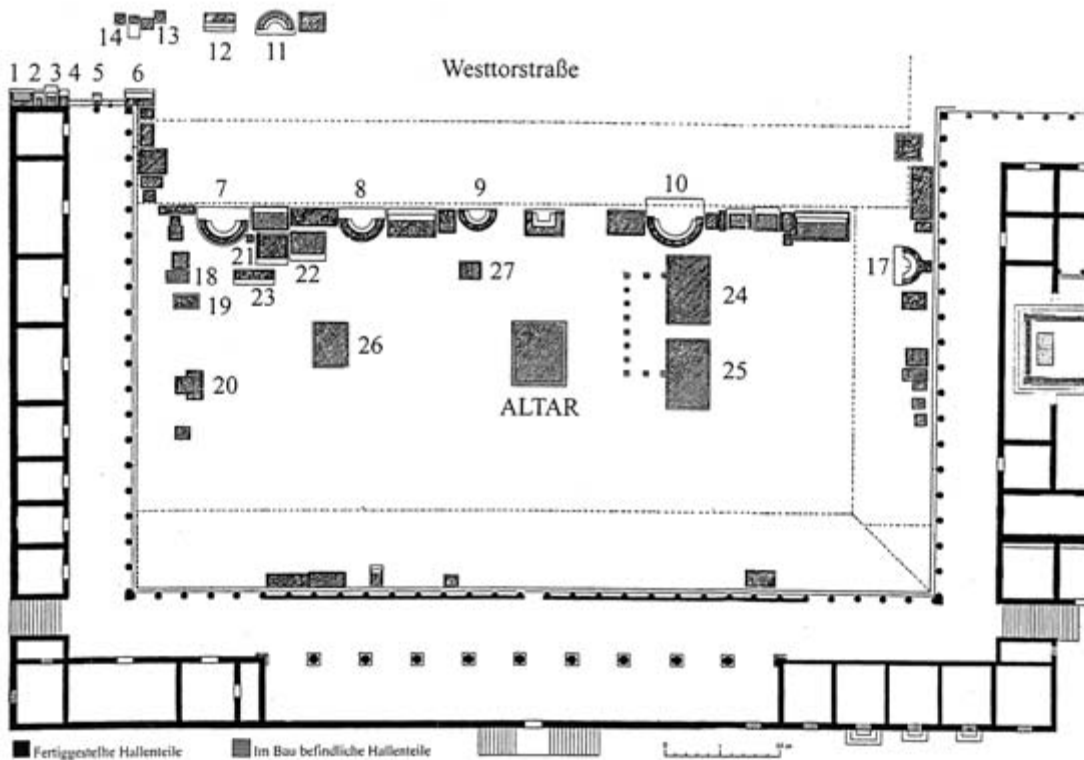 14 13 12 11
Westtorstraße
1 2 3 4 5 6
7 8 9 10
21 22 17
18 23 27
19 24
26 25
20
ALTAR
Fertiggestellte Hallenteile
Im Bau befindliche Hallenteile